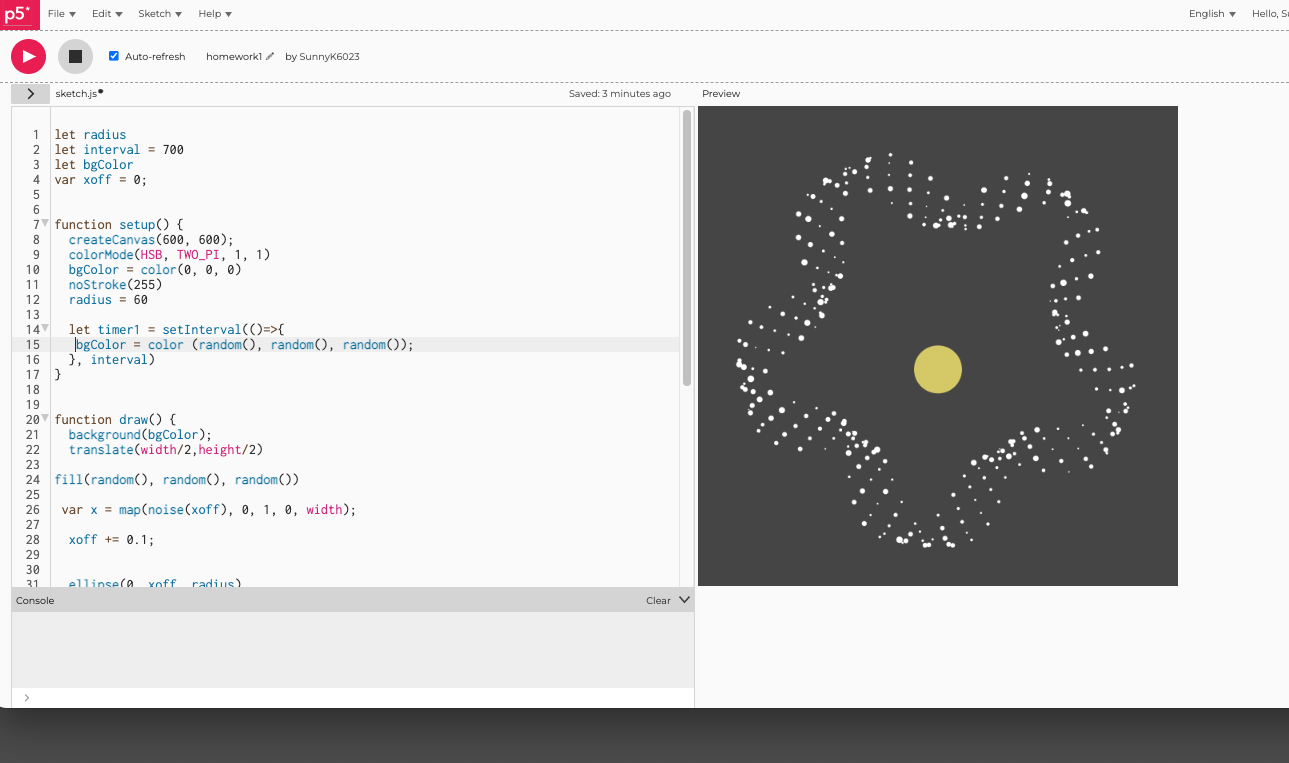 p5* File Edit Sketch Help English Hello, S
Auto-refresh homework1 by SunnyK6023
sketch.js Saved: 3 minutes ago Preview
1 let radius
2 let interval = 700
3 let bgColor
4 var xoff = 0;
5
6
7 function setup() {
8 createCanvas(600, 600);
9 colorMode(HSB, TWO_PI, 1, 1)
10 bgColor = color(0, 0, 0)
11 noStroke(255)
12 radius = 60
13
14 let timer1 = setInterval(()=>{
15 bgColor = color (random(), random(), random());
16 }, interval)
17 }
18
19
20 function draw() {
21 background(bgColor);
22 translate(width/2,height/2)
23
24 fill(random(), random(), random())
25
26 var x = map(noise(xoff), 0, 1, 0, width);
27
28 xoff += 0.1;
29
30
31 ellipse(0, xoff, radius)
Console Clear
>